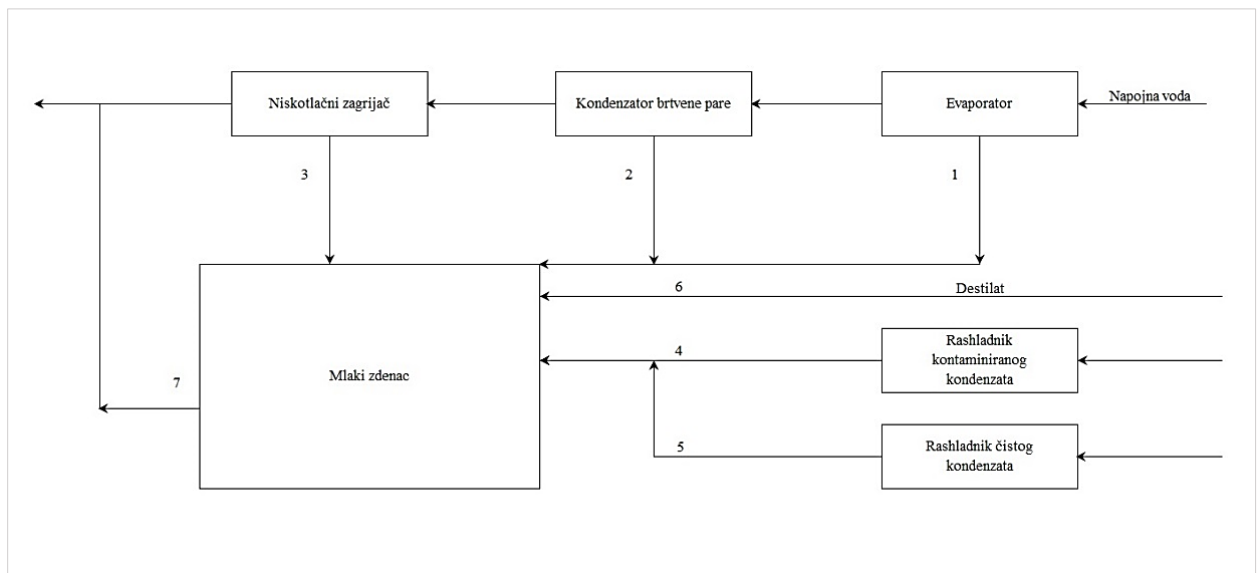 Niskotlačni zagrijač
Kondenzator brtvene pare
Evaporator
Napojna voda
3
2
1
6
Destilat
Mlaki zdenac
4
Rashladnik
kontaminiranog
kondenzata
7
5
Rashladnik čistog
kondenzata